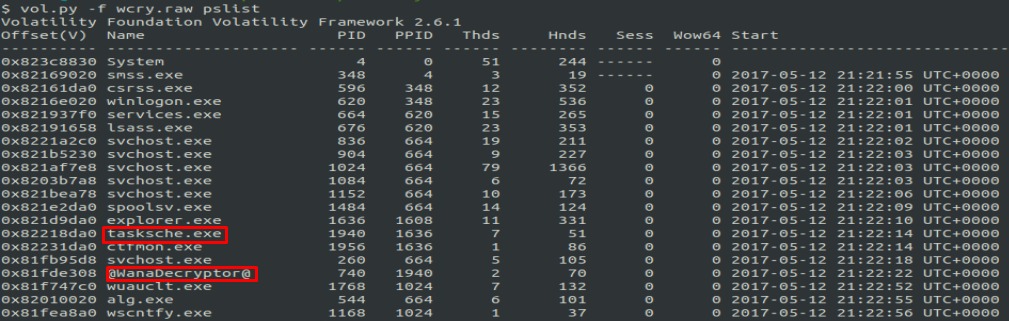 $ vol.py -f wcry.raw pslist
Volatility Foundation Volatility Framework 2.6.1
Offset(V) Name PID PPID Thds Hnds Sess Wow64 Start
---------- -------------------- ------ ------ ------ -------- ------ ------ ------------------------------
0x823c8830 System 4 0 51 244 ------ 0
0x82169020 smss.exe 348 4 3 19 ------ 0 2017-05-12 21:21:55 UTC+0000
0x82161da0 csrss.exe 596 348 12 352 0 0 2017-05-12 21:22:00 UTC+0000
0x8216e020 winlogon.exe 620 348 23 536 0 0 2017-05-12 21:22:01 UTC+0000
0x821937f0 services.exe 664 620 15 265 0 0 2017-05-12 21:22:01 UTC+0000
0x82191658 lsass.exe 676 620 23 353 0 0 2017-05-12 21:22:01 UTC+0000
0x8221a2c0 svchost.exe 836 664 19 211 0 0 2017-05-12 21:22:02 UTC+0000
0x821b5230 svchost.exe 904 664 9 227 0 0 2017-05-12 21:22:03 UTC+0000
0x821af7e8 svchost.exe 1024 664 79 1366 0 0 2017-05-12 21:22:03 UTC+0000
0x8203b7a8 svchost.exe 1084 664 6 72 0 0 2017-05-12 21:22:03 UTC+0000
0x821bea78 svchost.exe 1152 664 10 173 0 0 2017-05-12 21:22:06 UTC+0000
0x821e2da0 spoolsv.exe 1484 664 14 124 0 0 2017-05-12 21:22:09 UTC+0000
0x821d9da0 explorer.exe 1636 1608 11 331 0 0 2017-05-12 21:22:10 UTC+0000
0x82218da0 tasksche.exe 1940 1636 7 51 0 0 2017-05-12 21:22:14 UTC+0000
0x82231da0 ctfmon.exe 1956 1636 1 86 0 0 2017-05-12 21:22:14 UTC+0000
0x81fb95d8 svchost.exe 260 664 5 105 0 0 2017-05-12 21:22:18 UTC+0000
0x81fde308 @WanaDecryptor@ 740 1940 2 70 0 0 2017-05-12 21:22:22 UTC+0000
0x81f747c0 wuauclt.exe 1768 1024 7 132 0 0 2017-05-12 21:22:52 UTC+0000
0x82010020 alg.exe 544 664 6 101 0 0 2017-05-12 21:22:55 UTC+0000
0x81fea8a0 wscntfy.exe 1168 1024 1 37 0 0 2017-05-12 21:22:56 UTC+0000